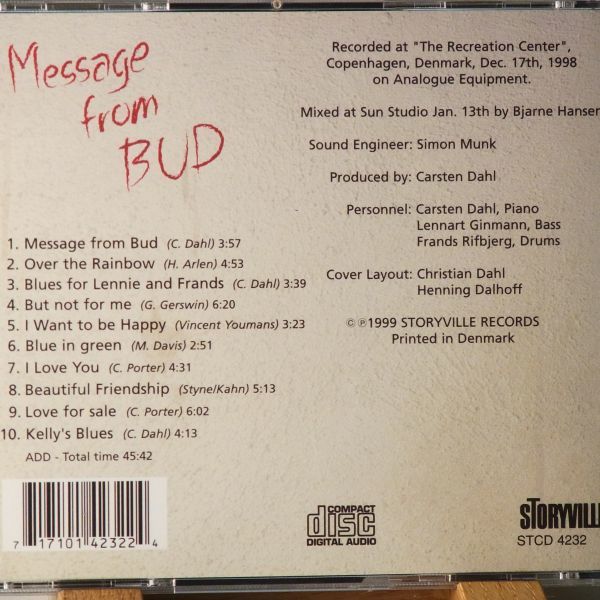 Message
from
BUD
1. Message from Bud (C. Dahl) 3:57
2. Over the Rainbow (H. Arlen) 4:53
3. Blues for Lennie and Frands (C. Dahl) 3:39
4. But not for me (G. Gerswin) 6:20
5. I Want to be Happy (Vincent Youmans) 3:23
6. Blue in green (M. Davis) 2:51
7. I Love You (C. Porter) 4:31
8. Beautiful Friendship (Styne/Kahn) 5:13
9. Love for sale (C. Porter) 6:02
10. Kelly's Blues (C. Dahl) 4:13
ADD - Total time 45:42
Recorded at "The Recreation Center",
Copenhagen, Denmark, Dec. 17th, 1998
on Analogue Equipment.
Mixed at Sun Studio Jan. 13th by Bjarne Hansen
Sound Engineer: Simon Munk
Produced by: Carsten Dahl
Personnel: Carsten Dahl, Piano
Lennart Ginmann, Bass
Frands Rifbjerg, Drums
Cover Layout: Christian Dahl
Henning Dalhoff
© ℗ 1999 STORYVILLE RECORDS
Printed in Denmark
7 17101 42322 4
COMPACT
disc
DIGITAL AUDIO
STORYVILLE
STCD 4232